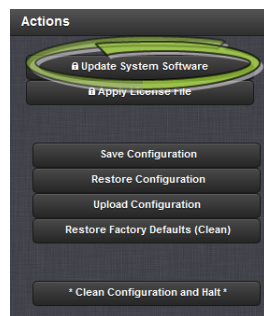 Actions
Update System Software
Apply License File
Save Configuration
Restore Configuration
Upload Configuration
Restore Factory Defaults (Clean)
* Clean Configuration and Halt *